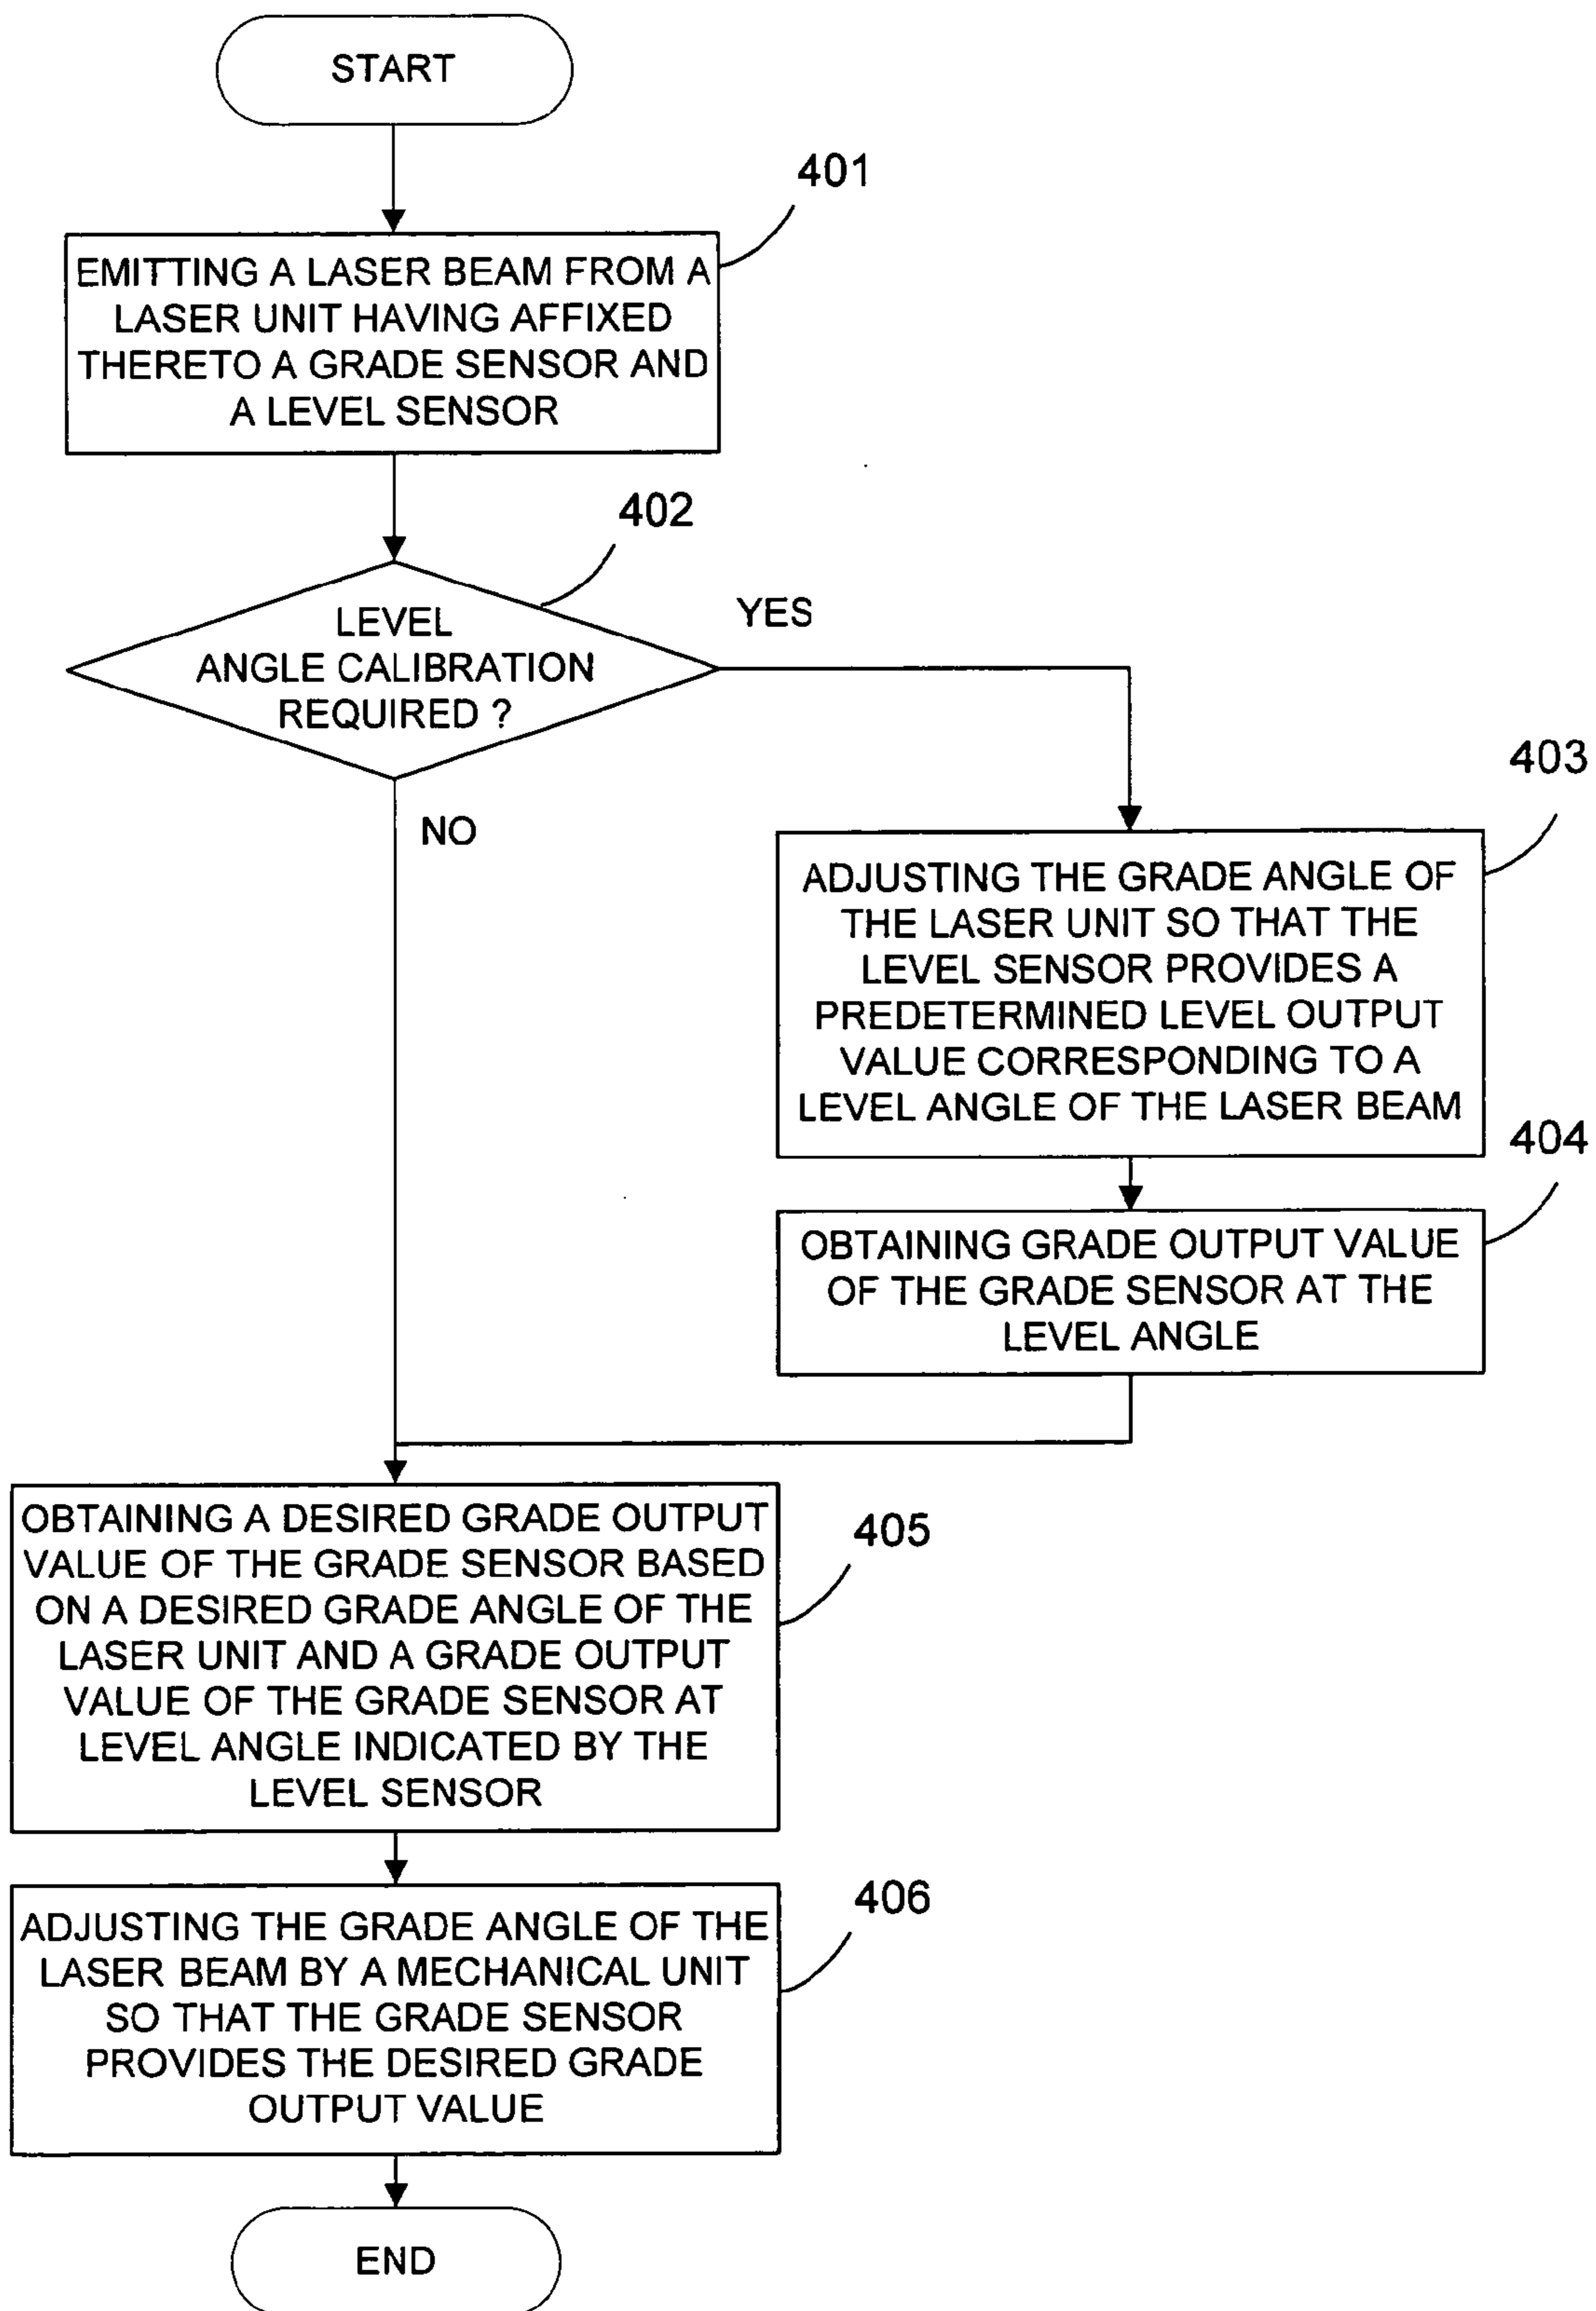 START
401
EMITTING A LASER BEAM FROM A
LASER UNIT HAVING AFFIXED
THERETO A GRADE SENSOR AND
A LEVEL SENSOR
402
LEVEL
ANGLE CALIBRATION
REQUIRED ?
YES
NO
403
ADJUSTING THE GRADE ANGLE OF
THE LASER UNIT SO THAT THE
LEVEL SENSOR PROVIDES A
PREDETERMINED LEVEL OUTPUT
VALUE CORRESPONDING TO A
LEVEL ANGLE OF THE LASER BEAM
404
OBTAINING GRADE OUTPUT VALUE
OF THE GRADE SENSOR AT THE
LEVEL ANGLE
405
OBTAINING A DESIRED GRADE OUTPUT
VALUE OF THE GRADE SENSOR BASED
ON A DESIRED GRADE ANGLE OF THE
LASER UNIT AND A GRADE OUTPUT
VALUE OF THE GRADE SENSOR AT
LEVEL ANGLE INDICATED BY THE
LEVEL SENSOR
406
ADJUSTING THE GRADE ANGLE OF THE
LASER BEAM BY A MECHANICAL UNIT
SO THAT THE GRADE SENSOR
PROVIDES THE DESIRED GRADE
OUTPUT VALUE
END